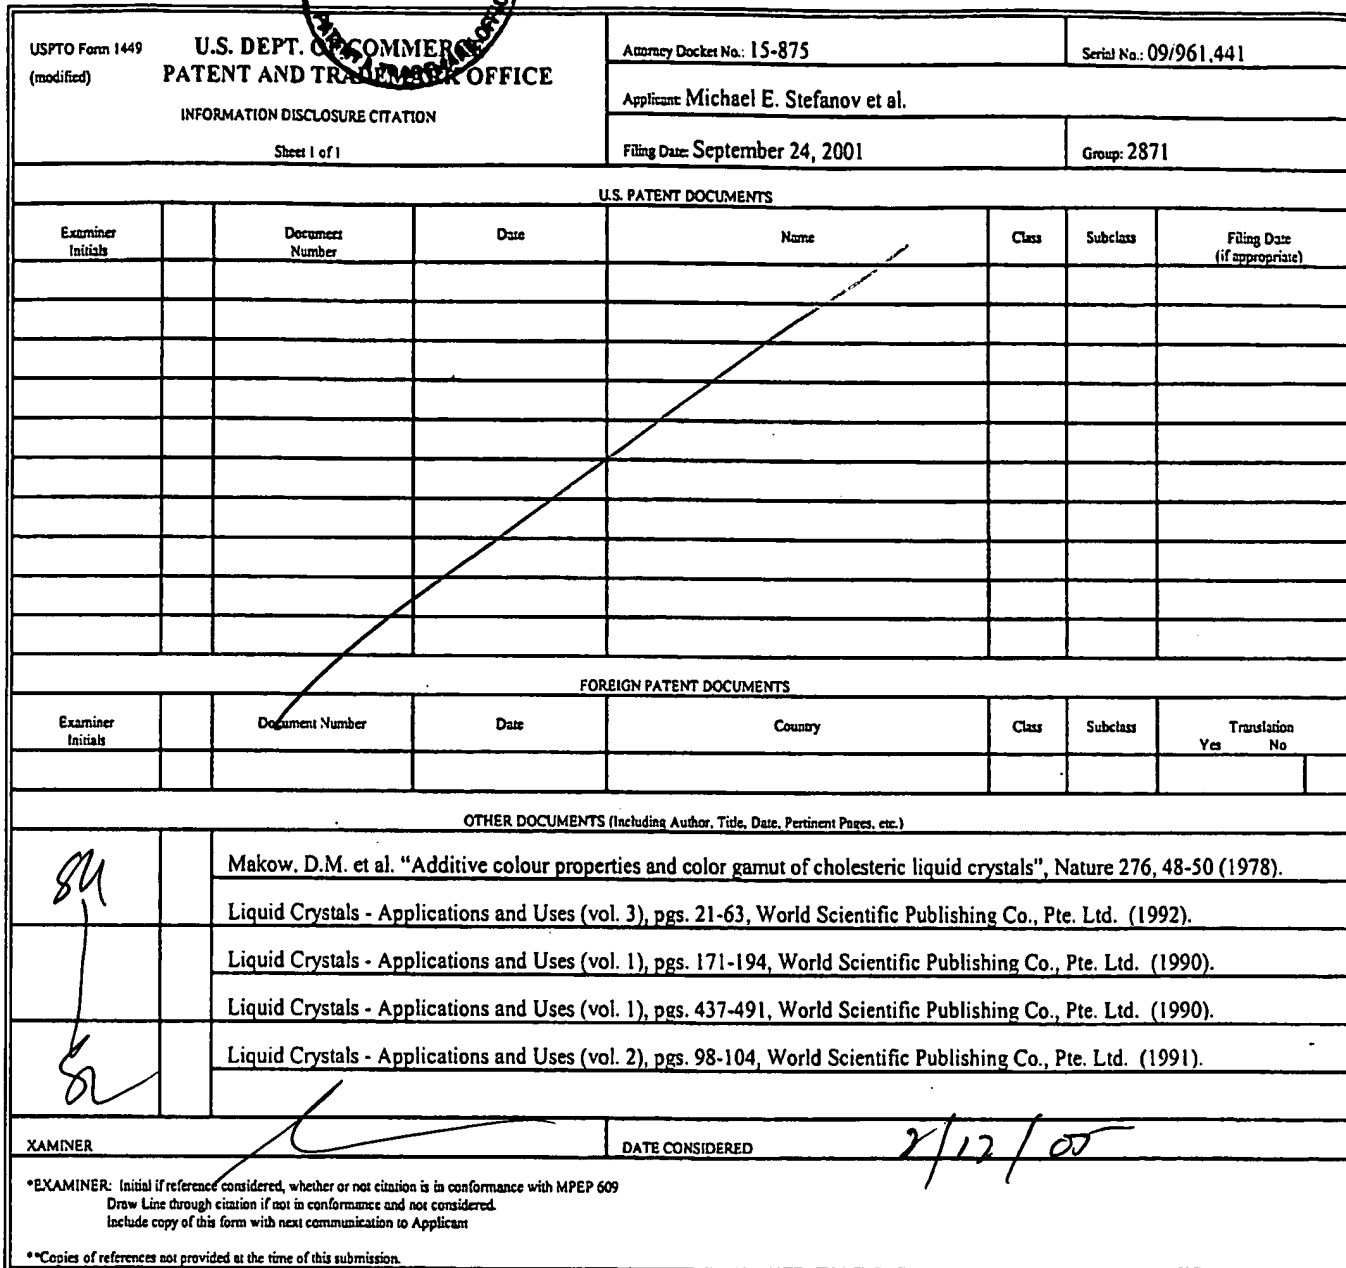 USPTO Form 1449
(modified)
U.S. DEPT. OF COMMERCE
PATENT AND TRADEMARK OFFICE
INFORMATION DISCLOSURE CITATION
Sheet 1 of 1
Attorney Docket No.: 15-875
Serial No.: 09/961,441
Applicant: Michael E. Stefanov et al.
Filing Date: September 24, 2001
Group: 2871
U.S. PATENT DOCUMENTS
Examiner Initials
Document Number
Date
Name
Class
Subclass
Filing Date (if appropriate)
FOREIGN PATENT DOCUMENTS
Examiner Initials
Document Number
Date
Country
Class
Subclass
Translation
Yes No
OTHER DOCUMENTS (Including Author, Title, Date, Pertinent Pages, etc.)
Makow, D.M. et al. “Additive colour properties and color gamut of cholesteric liquid crystals”, Nature 276, 48-50 (1978).
Liquid Crystals - Applications and Uses (vol. 3), pgs. 21-63, World Scientific Publishing Co., Pte. Ltd. (1992).
Liquid Crystals - Applications and Uses (vol. 1), pgs. 171-194, World Scientific Publishing Co., Pte. Ltd. (1990).
Liquid Crystals - Applications and Uses (vol. 1), pgs. 437-491, World Scientific Publishing Co., Pte. Ltd. (1990).
Liquid Crystals - Applications and Uses (vol. 2), pgs. 98-104, World Scientific Publishing Co., Pte. Ltd. (1991).
XAMINER
DATE CONSIDERED
*EXAMINER: Initial if reference considered, whether or not citation is in conformance with MPEP 609
Draw Line through citation if not in conformance and not considered.
Include copy of this form with next communication to Applicant
**Copies of references not provided at the time of this submission.